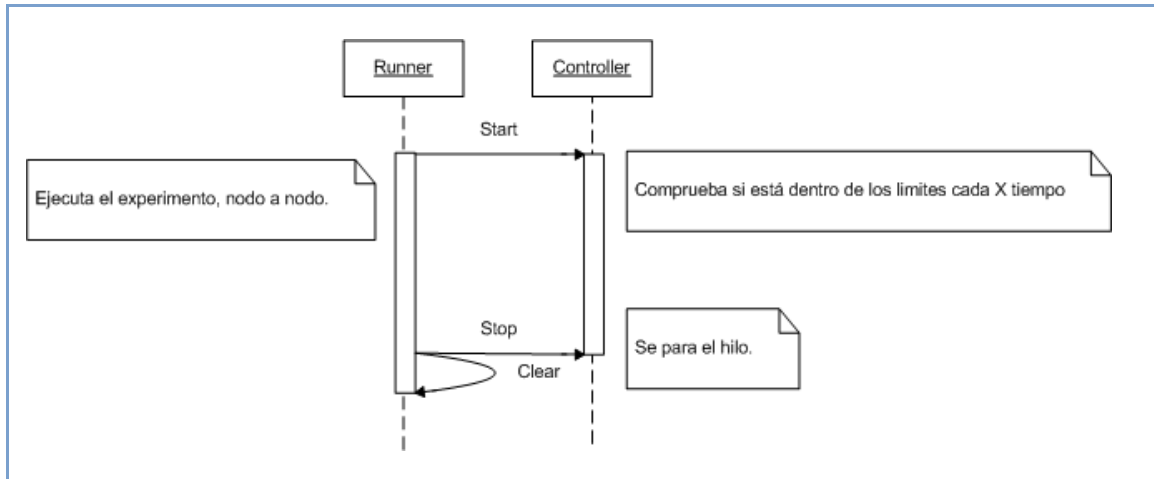 Runner
Controller
Start
Ejecuta el experimento, nodo a nodo.
Comprueba si está dentro de los limites cada X tiempo
Stop
Se para el hilo.
Clear